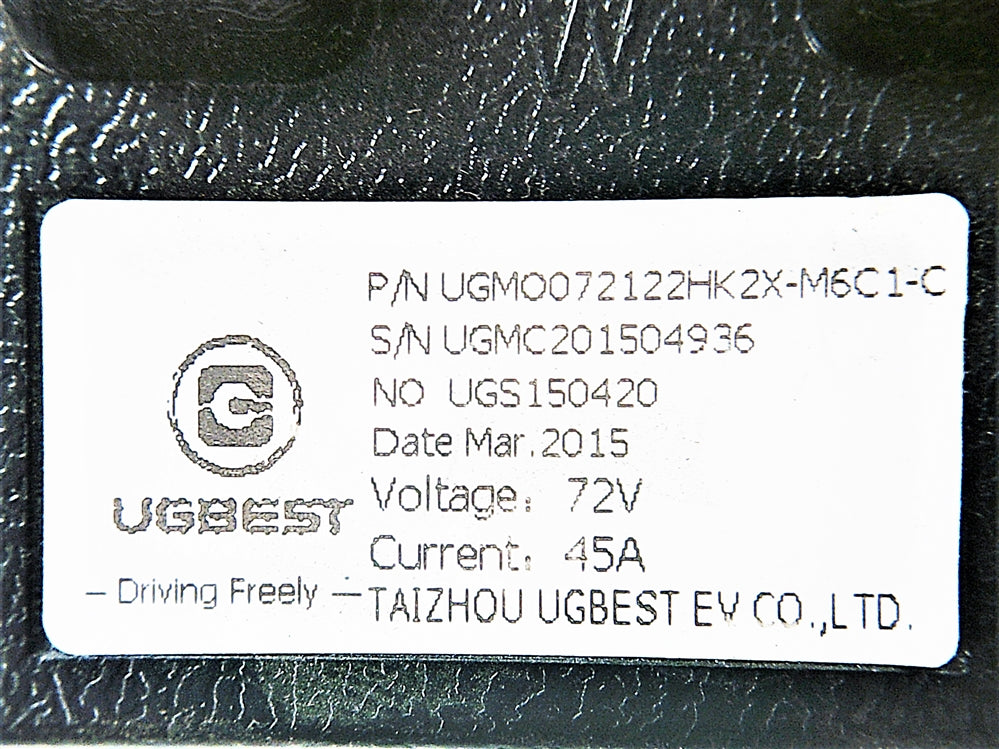 P/N UGMO072122HK2X-M6C1-C
S/N UGMC201504936
NO UGS150420
Date Mar.2015
Voltage: 72V
Current: 45A
TAIZHOU UGBEST EV CO.,LTD.
UGBEST
- Driving Freely -